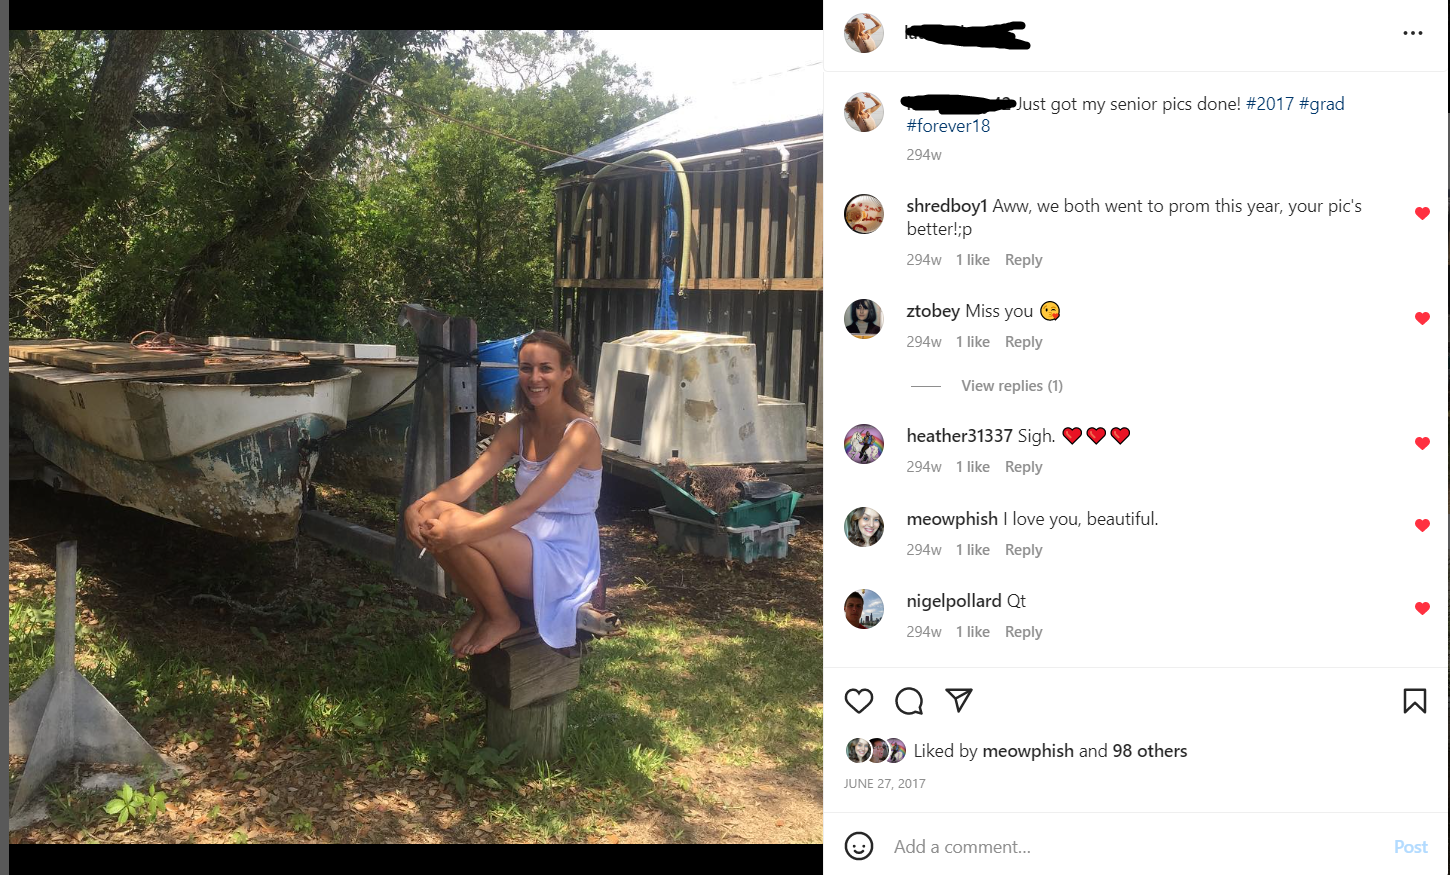 Just got my senior pics done! #2017 #grad
#forever18
294w
shredboy1 Aww, we both went to prom this year, your pic's
better!;p
294w 1 like Reply
ztobey Miss you 😘
294w 1 like Reply
View replies (1)
heather31337 Sigh. ❤️❤️❤️
294w 1 like Reply
meowphish I love you, beautiful.
294w 1 like Reply
nigelpollard Qt
294w 1 like Reply
Liked by meowphish and 98 others
JUNE 27, 2017
Add a comment... Post